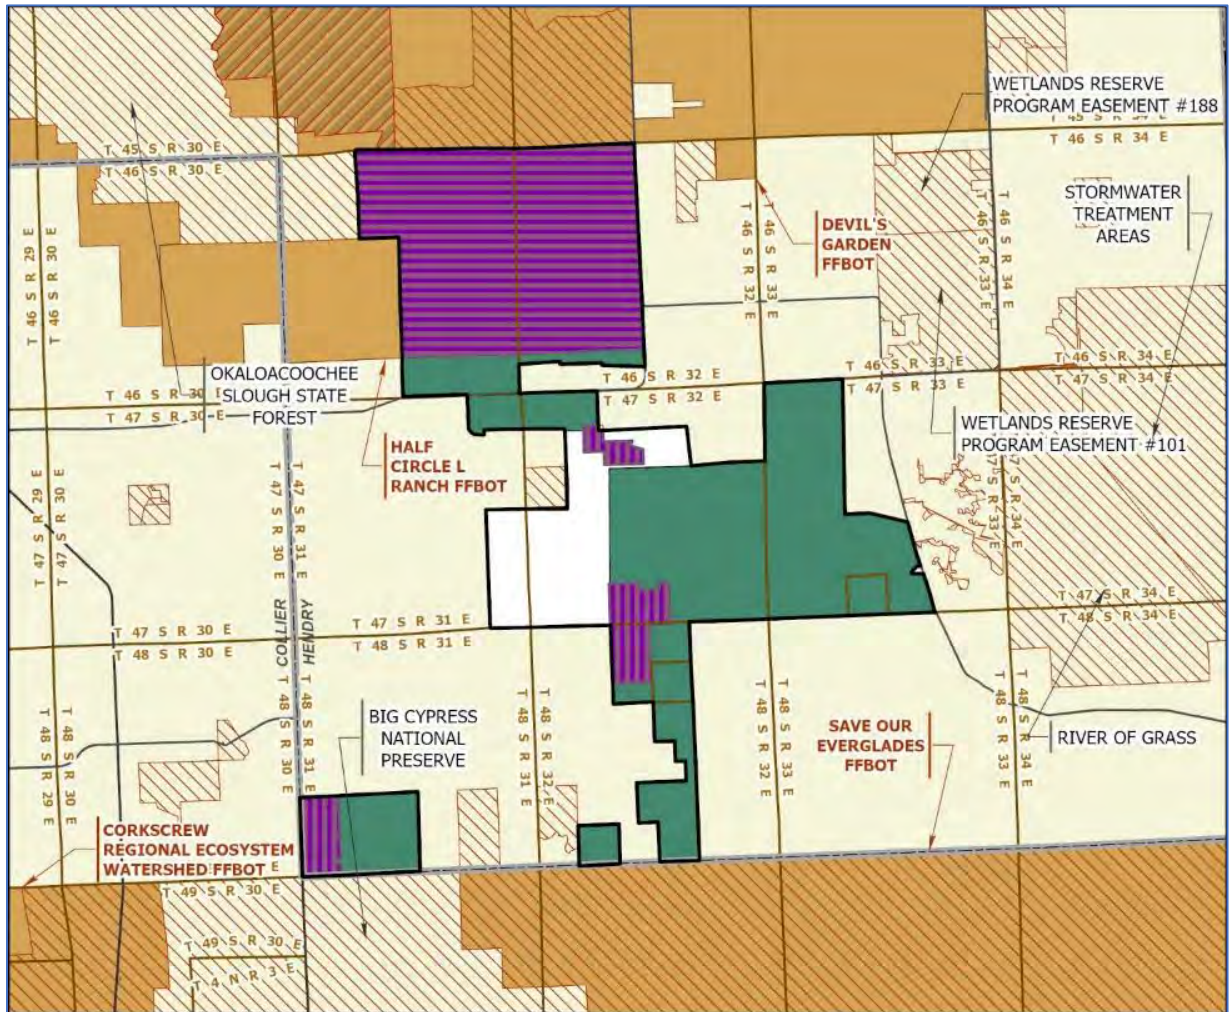 WETLANDS RESERVE
PROGRAM EASEMENT #188
T 45 S R 30 E
T 46 S R 30 E
T 46 S R 34 E
STORMWATER
TREATMENT
AREAS
DEVIL'S
GARDEN
FFBOT
T 46 S R 29 E
T 46 S R 30 E
T 46 S R 32 E
T 46 S R 33 E
T 46 S R 33 E
T 46 S R 34 E
OKALOACOOCHEE
SLOUGH STATE
FOREST
T 46 S R 30 E
T 47 S R 30 E
T 46 S R 32 E
T 47 S R 32 E
T 46 S R 33 E
T 47 S R 33 E
T 46 S R 34 E
T 47 S R 34 E
HALF
CIRCLE L
RANCH FFBOT
WETLANDS RESERVE
PROGRAM EASEMENT #101
T 47 S R 29 E
T 47 S R 30 E
T 47 S R 30 E
T 47 S R 31 E
COLLIER
HENDRY
T 47 S R 30 E
T 48 S R 30 E
T 47 S R 31 E
T 48 S R 31 E
T 47 S R 34 E
T 48 S R 34 E
BIG CYPRESS
NATIONAL
PRESERVE
SAVE OUR
EVERGLADES
FFBOT
RIVER OF GRASS
T 48 S R 29 E
T 48 S R 30 E
T 48 S R 30 E
T 48 S R 31 E
T 48 S R 31 E
T 48 S R 32 E
T 48 S R 32 E
T 48 S R 33 E
T 48 S R 33 E
T 48 S R 34 E
CORKSCREW
REGIONAL ECOSYSTEM
WATERSHED FFBOT
T 49 S R 30 E
T 49 S R 30 E
T 4 N R 3 E